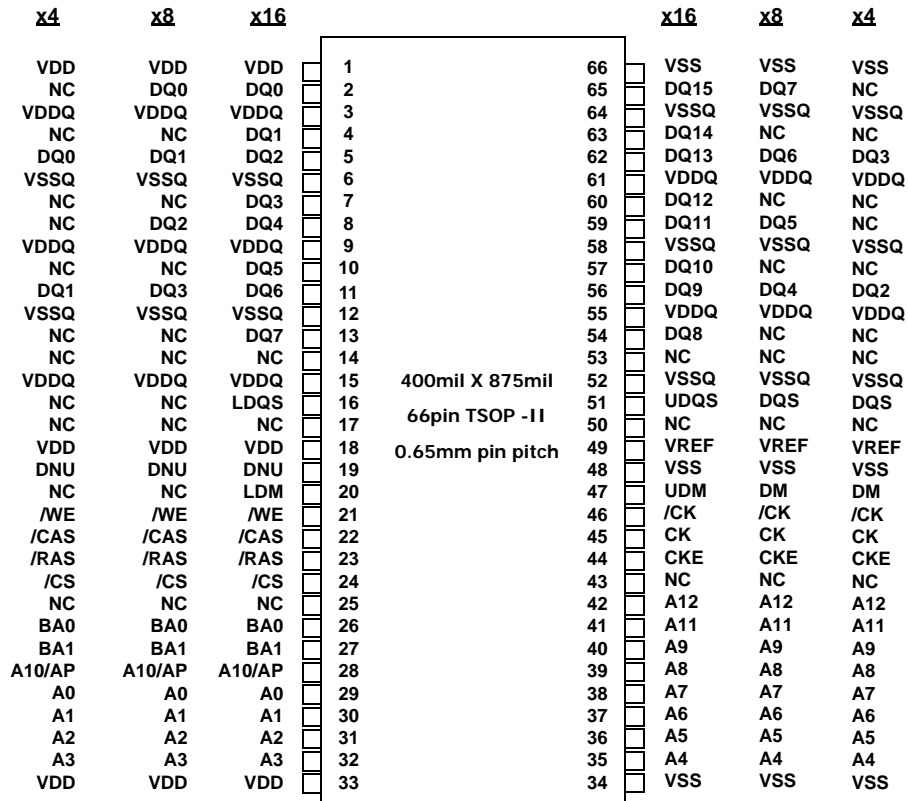 x4 x8 x16 x16 x8 x4
VDD VDD VDD 1 66 VSS VSS VSS
NC DQ0 DQ0 2 65 DQ15 DQ7 NC
VDDQ VDDQ VDDQ 3 64 VSSQ VSSQ VSSQ
NC NC DQ1 4 63 DQ14 NC NC
DQ0 DQ1 DQ2 5 62 DQ13 DQ6 DQ3
VSSQ VSSQ VSSQ 6 61 VDDQ VDDQ VDDQ
NC NC DQ3 7 60 DQ12 NC NC
NC DQ2 DQ4 8 59 DQ11 DQ5 NC
VDDQ VDDQ VDDQ 9 58 VSSQ VSSQ VSSQ
NC NC DQ5 10 57 DQ10 NC NC
DQ1 DQ3 DQ6 11 56 DQ9 DQ4 DQ2
VSSQ VSSQ VSSQ 12 55 VDDQ VDDQ VDDQ
NC NC DQ7 13 54 DQ8 NC NC
NC NC NC 14 53 NC NC NC
VDDQ VDDQ VDDQ 15 400mil X 875mil 52 VSSQ VSSQ VSSQ
NC NC LDQS 16 66pin TSOP -II 51 UDQS DQS DQS
NC NC NC 17 50 NC NC NC
VDD VDD VDD 18 0.65mm pin pitch 49 VREF VREF VREF
DNU DNU DNU 19 48 VSS VSS VSS
NC NC LDM 20 47 UDM DM DM
/WE /WE /WE 21 46 /CK /CK /CK
/CAS /CAS /CAS 22 45 CK CK CK
/RAS /RAS /RAS 23 44 CKE CKE CKE
/CS /CS /CS 24 43 NC NC NC
NC NC NC 25 42 A12 A12 A12
BA0 BA0 BA0 26 41 A11 A11 A11
BA1 BA1 BA1 27 40 A9 A9 A9
A10/AP A10/AP A10/AP 28 39 A8 A8 A8
A0 A0 A0 29 38 A7 A7 A7
A1 A1 A1 30 37 A6 A6 A6
A2 A2 A2 31 36 A5 A5 A5
A3 A3 A3 32 35 A4 A4 A4
VDD VDD VDD 33 34 VSS VSS VSS